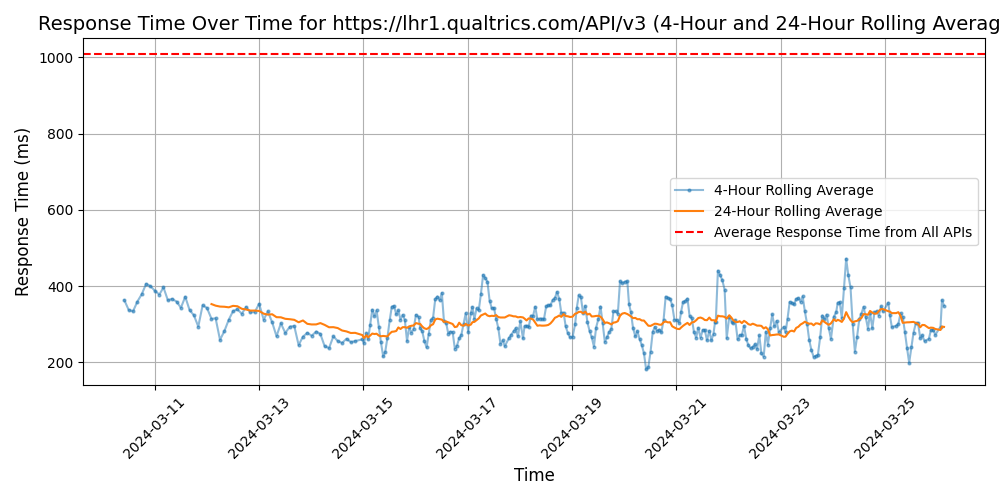 Response Time Over Time for https://lhr1.qualtrics.com/API/v3 (4-Hour and 24-Hour Rolling Averag
Response Time (ms)
1000
800
600
400
200
4-Hour Rolling Average
24-Hour Rolling Average
Average Response Time from All APIs
2024-03-11
2024-03-13
2024-03-15
2024-03-17
2024-03-19
2024-03-21
2024-03-23
2024-03-25
Time